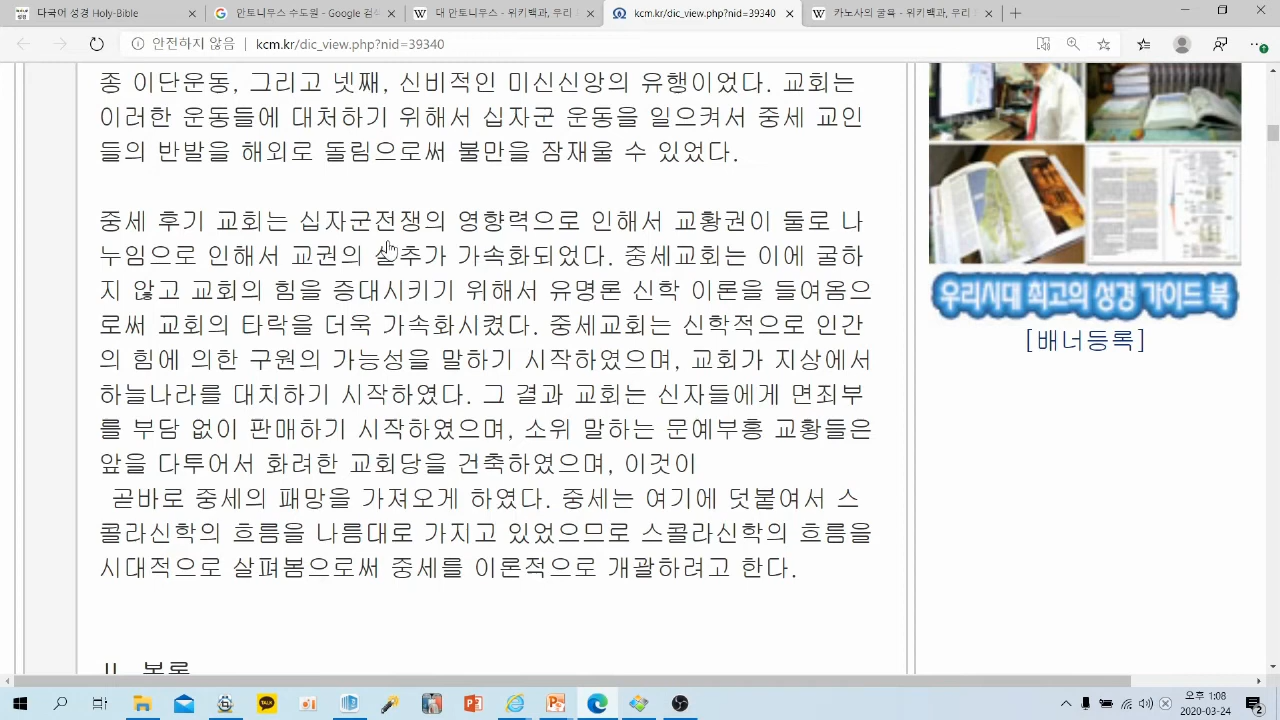 다국어 성경 HolyBible
안토니우스 수도원 - Google 검색
대 안토니우스 - 위키백과, 우리
kcm.kr/dic_view.php?nid=39340
카노사의 굴욕 - 위키백과, 우리
안전하지 않음 | kcm.kr/dic_view.php?nid=39340
종 이단운동, 그리고 넷째, 신비적인 미신신앙의 유행이었다. 교회는
이러한 운동들에 대처하기 위해서 십자군 운동을 일으켜서 중세 교인
들의 반발을 해외로 돌림으로써 불만을 잠재울 수 있었다.
중세 후기 교회는 십자군전쟁의 영향력으로 인해서 교황권이 둘로 나
누임으로 인해서 교권의 실추가 가속화되었다. 중세교회는 이에 굴하
지 않고 교회의 힘을 증대시키기 위해서 유명론 신학 이론을 들여옴으
로써 교회의 타락을 더욱 가속화시켰다. 중세교회는 신학적으로 인간
의 힘에 의한 구원의 가능성을 말하기 시작하였으며, 교회가 지상에서
하늘나라를 대치하기 시작하였다. 그 결과 교회는 신자들에게 면죄부
를 부담 없이 판매하기 시작하였으며, 소위 말하는 문예부흥 교황들은
앞을 다투어서 화려한 교회당을 건축하였으며, 이것이
곧바로 중세의 패망을 가져오게 하였다. 중세는 여기에 덧붙여서 스
콜라신학의 흐름을 나름대로 가지고 있었으므로 스콜라신학의 흐름을
시대적으로 살펴봄으로써 중세를 이론적으로 개괄하려고 한다.
II. 본론
우리시대 최고의 성경 가이드 북
[배너등록]
TALK
오후 1:08
2020-03-24
2